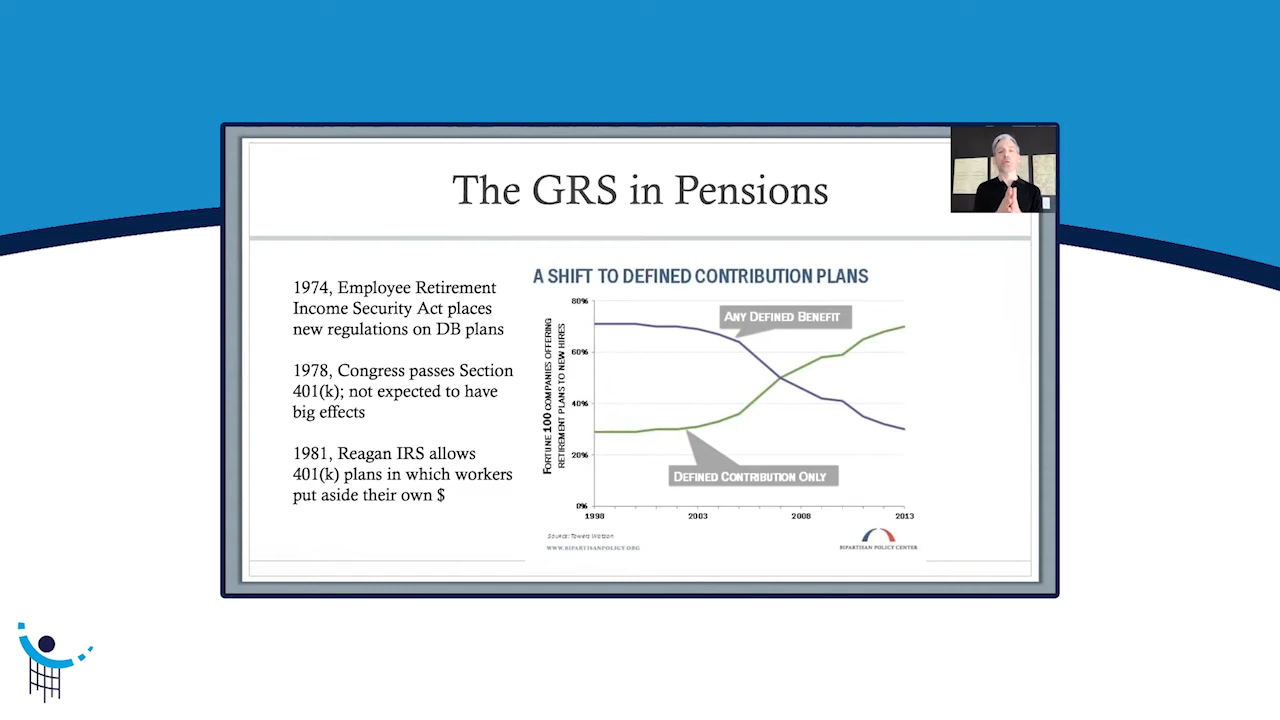 The GRS in Pensions
1974, Employee Retirement
Income Security Act places
new regulations on DB plans
1978, Congress passes Section
401(k); not expected to have
big effects
1981, Reagan IRS allows
401(k) plans in which workers
put aside their own $
A SHIFT TO DEFINED CONTRIBUTION PLANS
FORTUNE 100 COMPANIES OFFERING
RETIREMENT PLANS TO NEW HIRES
80%
60%
40%
20%
0%
ANY DEFINED BENEFIT
DEFINED CONTRIBUTION ONLY
1998
2003
2008
2013
Source: Towers Watson
WWW.BIPARTISANPOLICY.ORG
BIPARTISAN POLICY CENTER